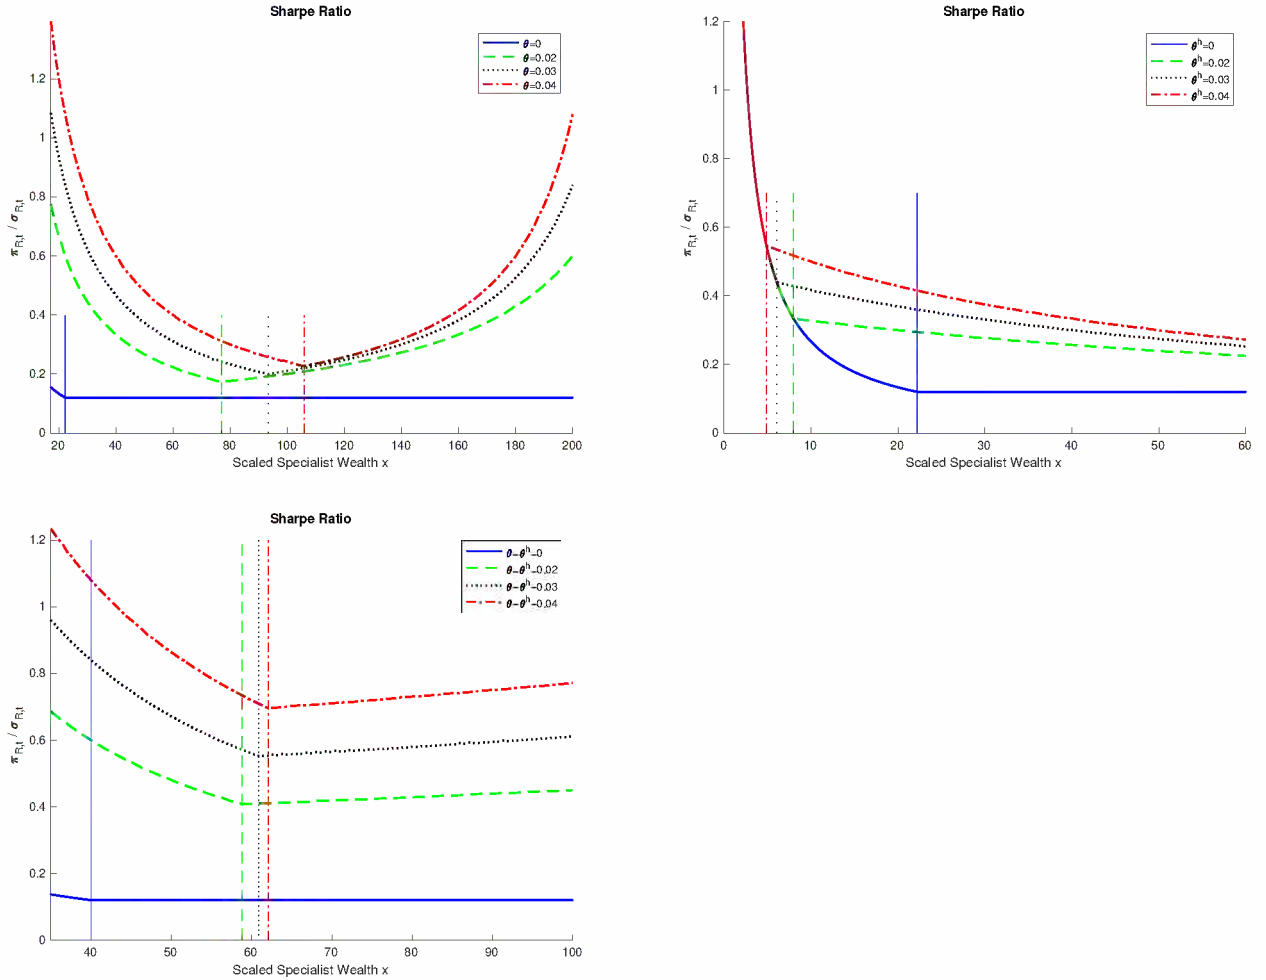 Sharpe Ratio
θ=0
θ=0.02
θ=0.03
θ=0.04
1.2
1
0.8
0.6
0.4
0.2
0
π_R,t / σ_R,t
20 40 60 80 100 120 140 160 180 200
Scaled Specialist Wealth x
Sharpe Ratio
θ^h=0
θ^h=0.02
θ^h=0.03
θ^h=0.04
1.2
1
0.8
0.6
0.4
0.2
0
π_R,t / σ_R,t
0 10 20 30 40 50 60
Scaled Specialist Wealth x
Sharpe Ratio
θ=θ^h=0
θ=θ^h=0.02
θ=θ^h=0.03
θ=θ^h=0.04
1.2
1
0.8
0.6
0.4
0.2
0
π_R,t / σ_R,t
40 50 60 70 80 90 100
Scaled Specialist Wealth x